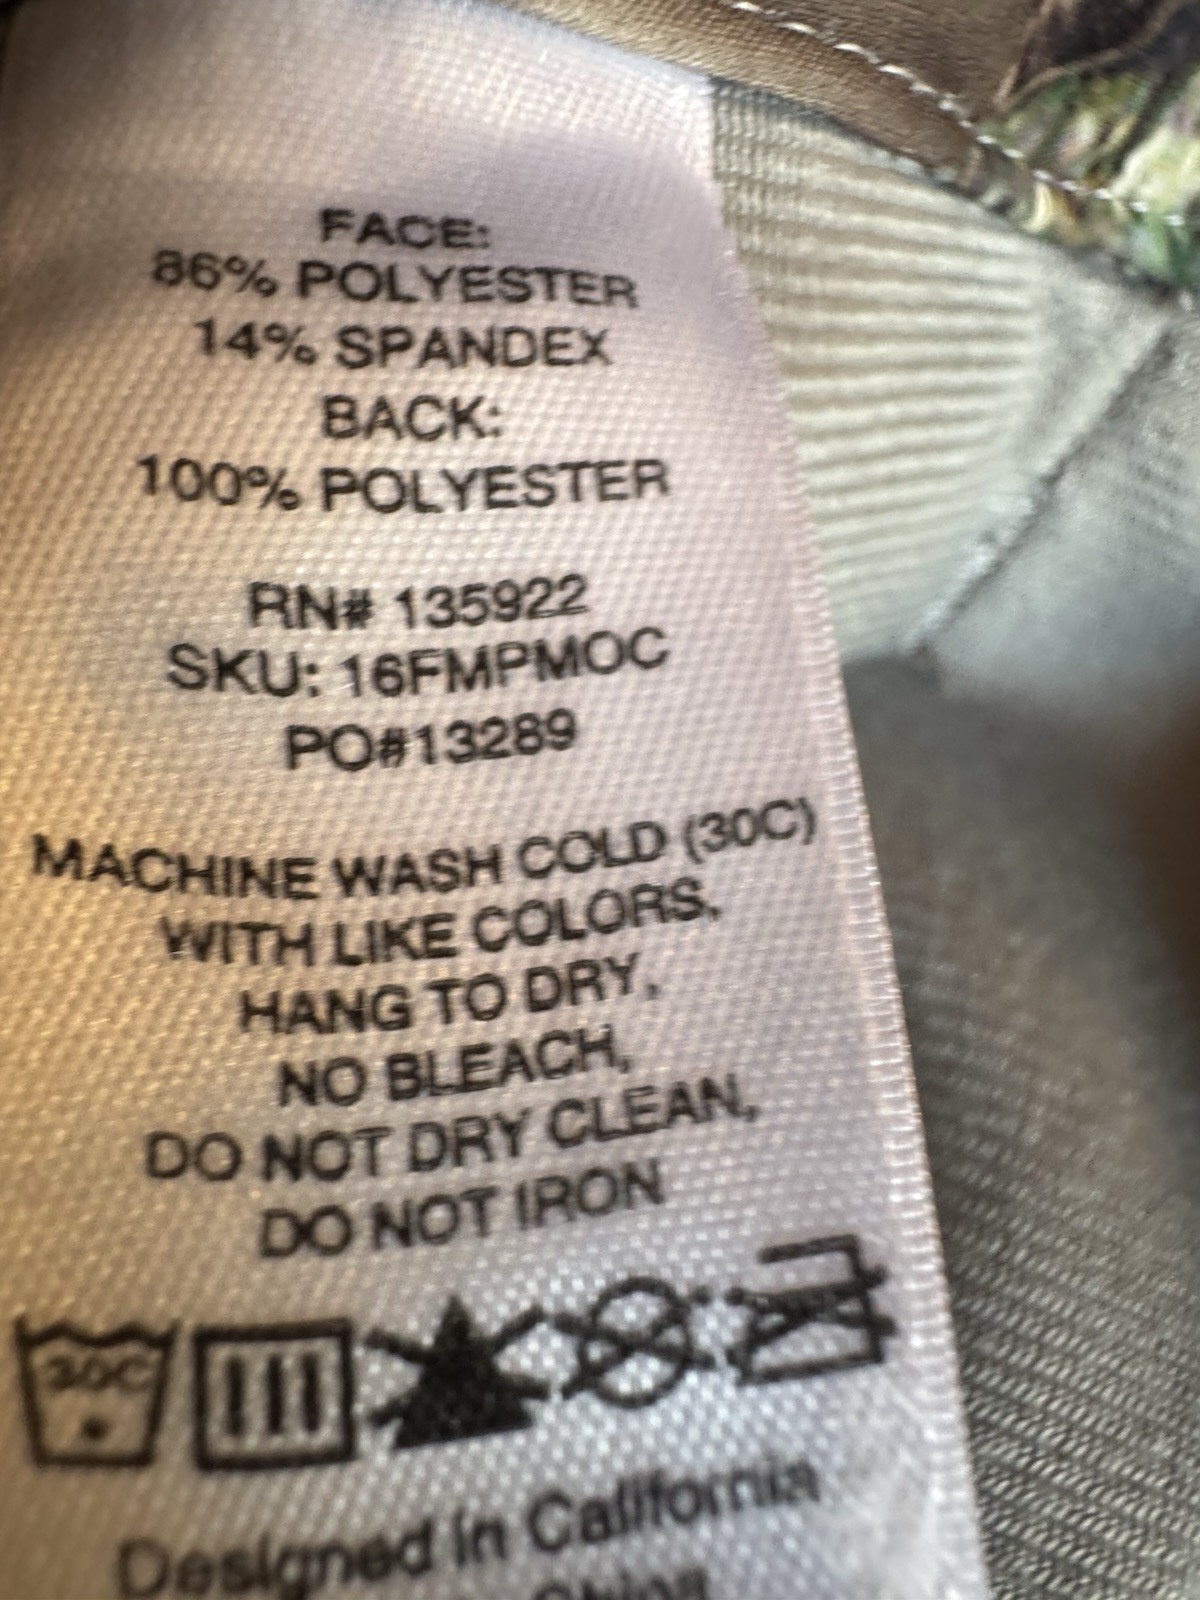 FACE:
86% POLYESTER
14% SPANDEX
BACK:
100% POLYESTER
RN# 135922
SKU: 16FMPMOC
PO#13289
MACHINE WASH COLD (30C)
WITH LIKE COLORS,
HANG TO DRY,
NO BLEACH,
DO NOT DRY CLEAN,
DO NOT IRON
30C
Designed in California
China